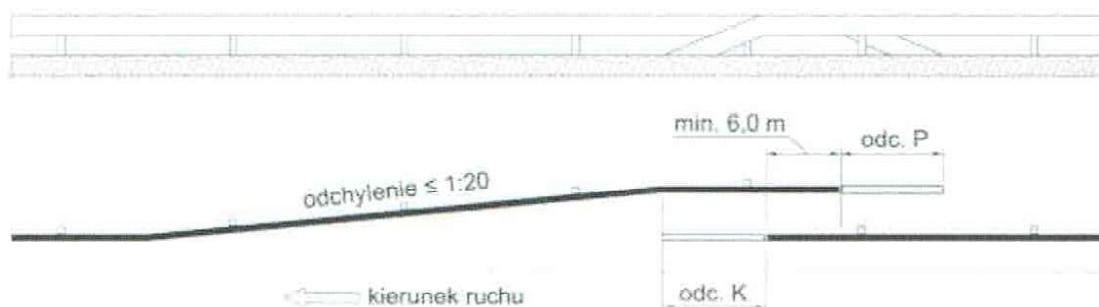 min. 6,0 m
odc. P
odchylenie ≤ 1:20
kierunek ruchu
odc. K